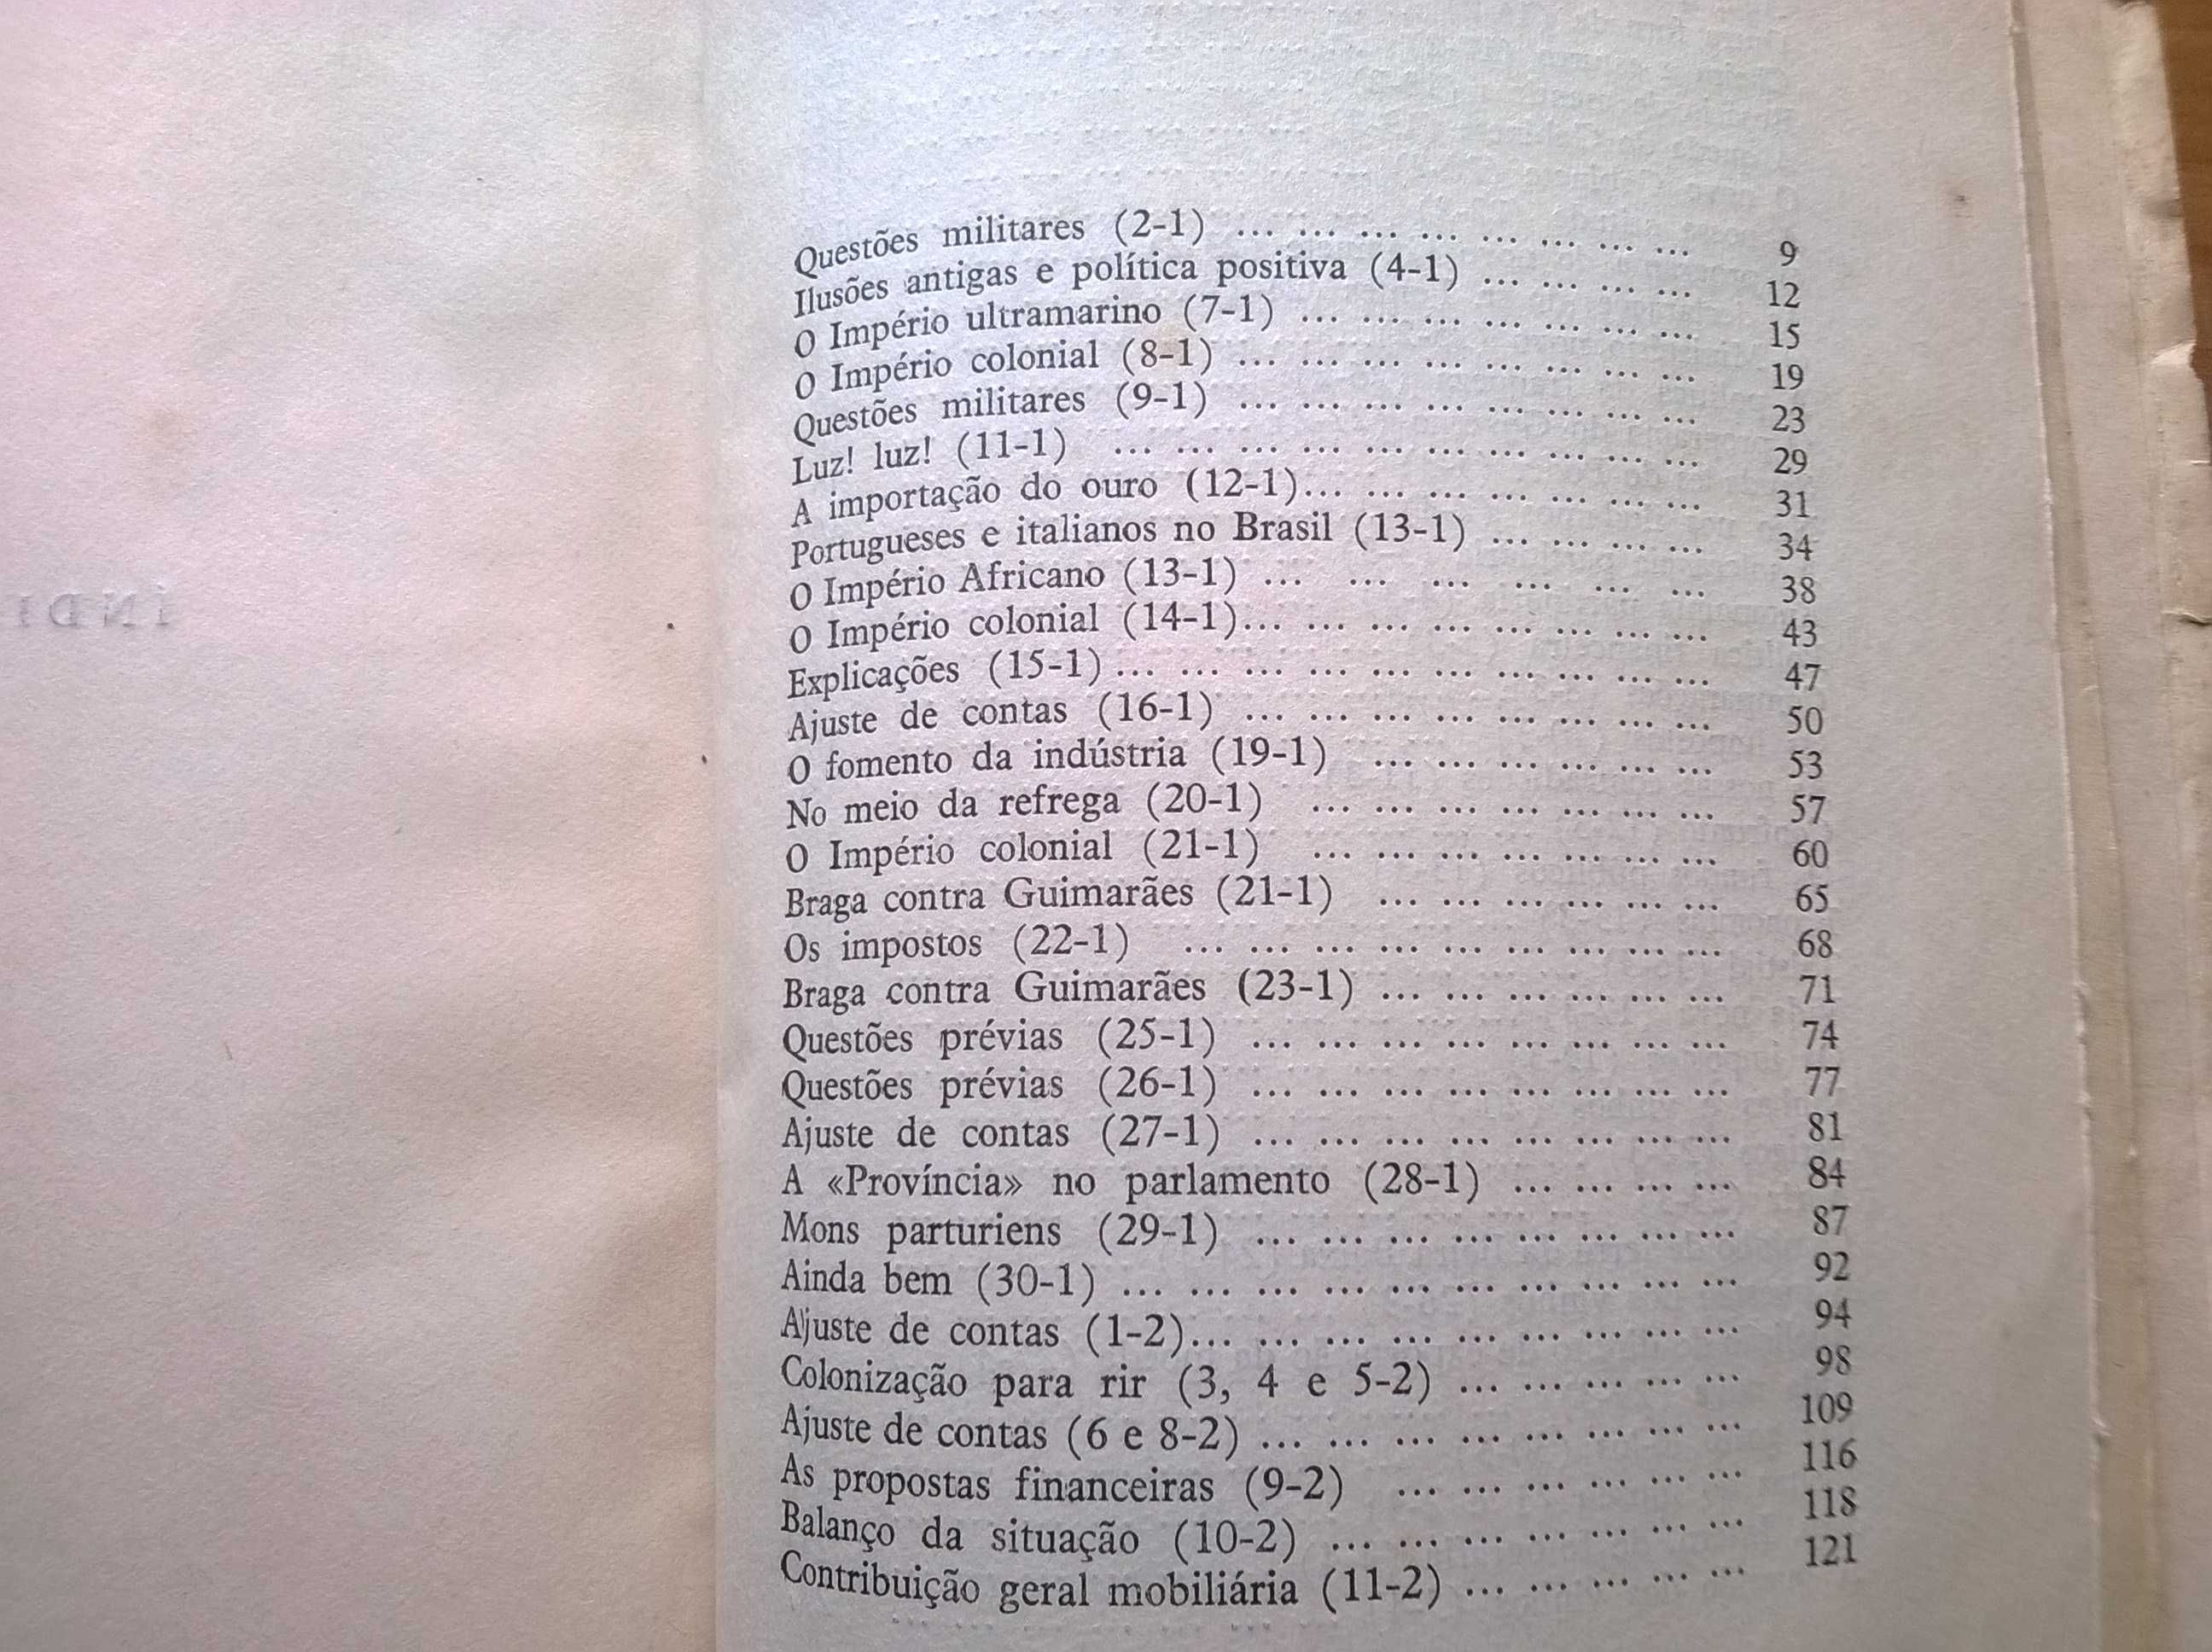 Questões militares (2-1) ... ... ... ... ... ... ... ... 9
Ilusões antigas e política positiva (4-1) ... ... ... ... 12
O Império ultramarino (7-1) ... ... ... ... ... ... ... 15
O Império colonial (8-1) ... ... ... ... ... ... ... ... 19
Questões militares (9-1) ... ... ... ... ... ... ... ... 23
Luz! luz! (11-1) ... ... ... ... ... ... ... ... ... ... 29
A importação do ouro (12-1)... ... ... ... ... ... ... 31
Portugueses e italianos no Brasil (13-1) ... ... ... ... 34
O Império Africano (13-1) ... ... ... ... ... ... 38
O Império colonial (14-1)... ... ... ... ... ... ... ... 43
Explicações (15-1) ... ... ... ... ... ... ... ... ... ... 47
Ajuste de contas (16-1) ... ... ... ... ... ... ... ... 50
O fomento da indústria (19-1) ... ... ... ... ... ... 53
No meio da refrega (20-1) ... ... ... ... ... ... ... 57
O Império colonial (21-1) ... ... ... ... ... ... ... 60
Braga contra Guimarães (21-1) ... ... ... ... ... ... 65
Os impostos (22-1) ... ... ... ... ... ... ... ... ... 68
Braga contra Guimarães (23-1) ... ... ... ... ... ... 71
Questões prévias (25-1) ... ... ... ... ... ... ... ... 74
Questões prévias (26-1) ... ... ... ... ... ... ... ... 77
Ajuste de contas (27-1) ... ... ... ... ... ... ... ... 81
A «Província» no parlamento (28-1) ... ... ... ... 84
Mons parturiens (29-1) ... ... ... ... ... ... ... ... 87
Ainda bem (30-1) ... ... ... ... ... ... ... ... ... ... 92
Ajuste de contas (1-2)... ... ... ... ... ... ... ... ... 94
Colonização para rir (3, 4 e 5-2) ... ... ... ... ... 98
Ajuste de contas (6 e 8-2) ... ... ... ... ... ... ... ... 109
As propostas financeiras (9-2) ... ... ... ... ... ... 116
Balanço da situação (10-2) ... ... ... ... ... ... ... 118
Contribuição geral mobiliária (11-2) ... ... ... ... ... 121